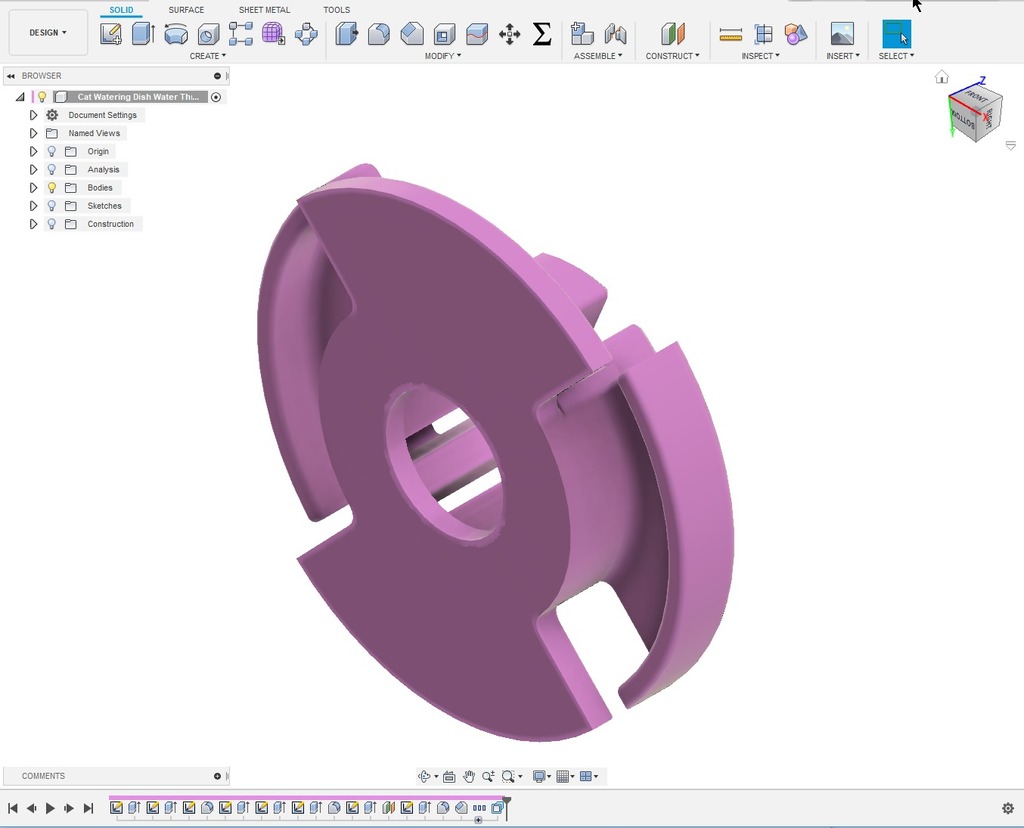 SOLID SURFACE SHEET METAL TOOLS
DESIGN
CREATE MODIFY ASSEMBLE CONSTRUCT INSPECT INSERT SELECT
BROWSER
Cat Watering Dish Water Thi...
Document Settings
Named Views
Origin
Analysis
Bodies
Sketches
Construction
Z
FRONT
RIGHT
BOTTOM
X
Y
COMMENTS